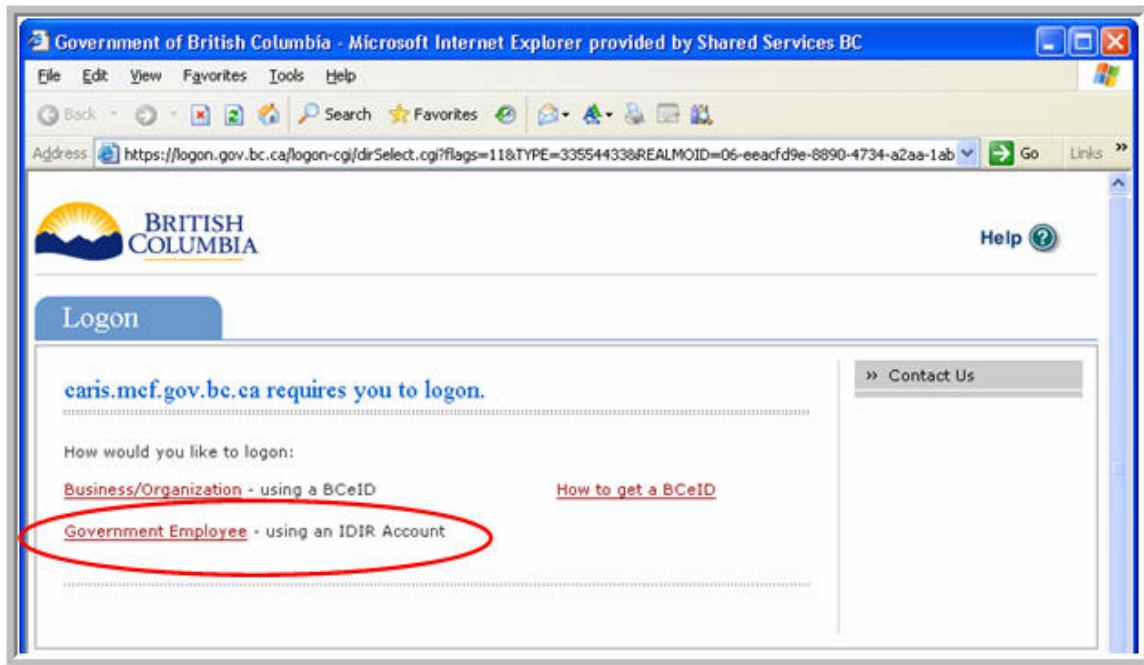 Government of British Columbia - Microsoft Internet Explorer provided by Shared Services BC
File Edit View Favorites Tools Help
Back Search Favorites
Address https://logon.gov.bc.ca/logon-cgi/dirSelect.cgi?flags=11&TYPE=33554433&REALMOID=06-eeacfd9e-8890-4734-a2aa-1ab Go Links »
BRITISH
COLUMBIA
Help ?
Logon
caris.mcf.gov.bc.ca requires you to logon.
» Contact Us
How would you like to logon:
Business/Organization - using a BCeID How to get a BCeID
Government Employee - using an IDIR Account